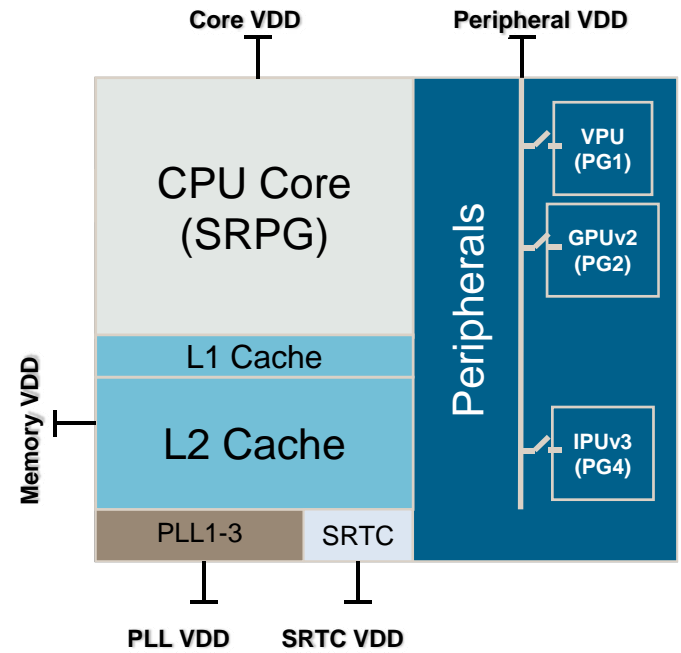 Core VDD
Peripheral VDD
CPU Core
(SRPG)
VPU
(PG1)
GPUv2
(PG2)
Peripherals
L1 Cache
Memory VDD
L2 Cache
IPUv3
(PG4)
PLL1-3
SRTC
PLL VDD
SRTC VDD